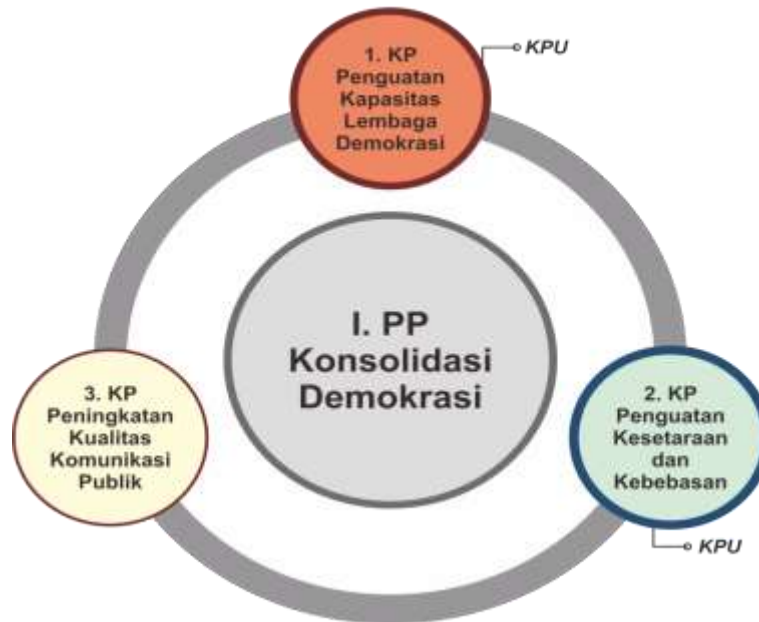 1. KP
Penguatan
Kapasitas
Lembaga
Demokrasi
KPU
I. PP
Konsolidasi
Demokrasi
3. KP
Peningkatan
Kualitas
Komunikasi
Publik
2. KP
Penguatan
Kesetaraan
dan
Kebebasan
KPU